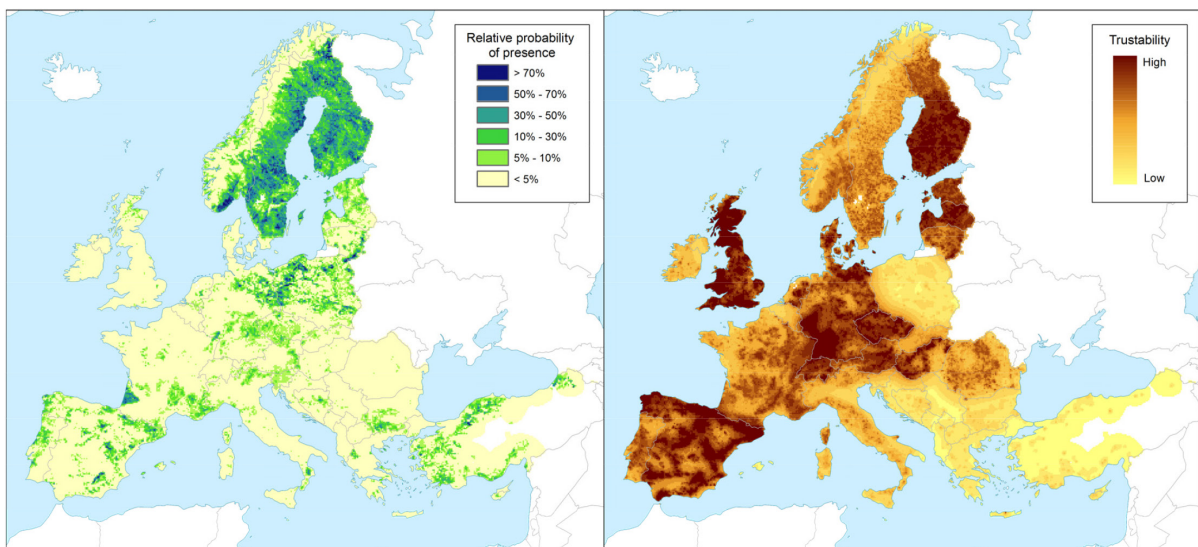 Relative probability
of presence
> 70%
50% - 70%
30% - 50%
10% - 30%
5% - 10%
< 5%
Trustability
High
Low